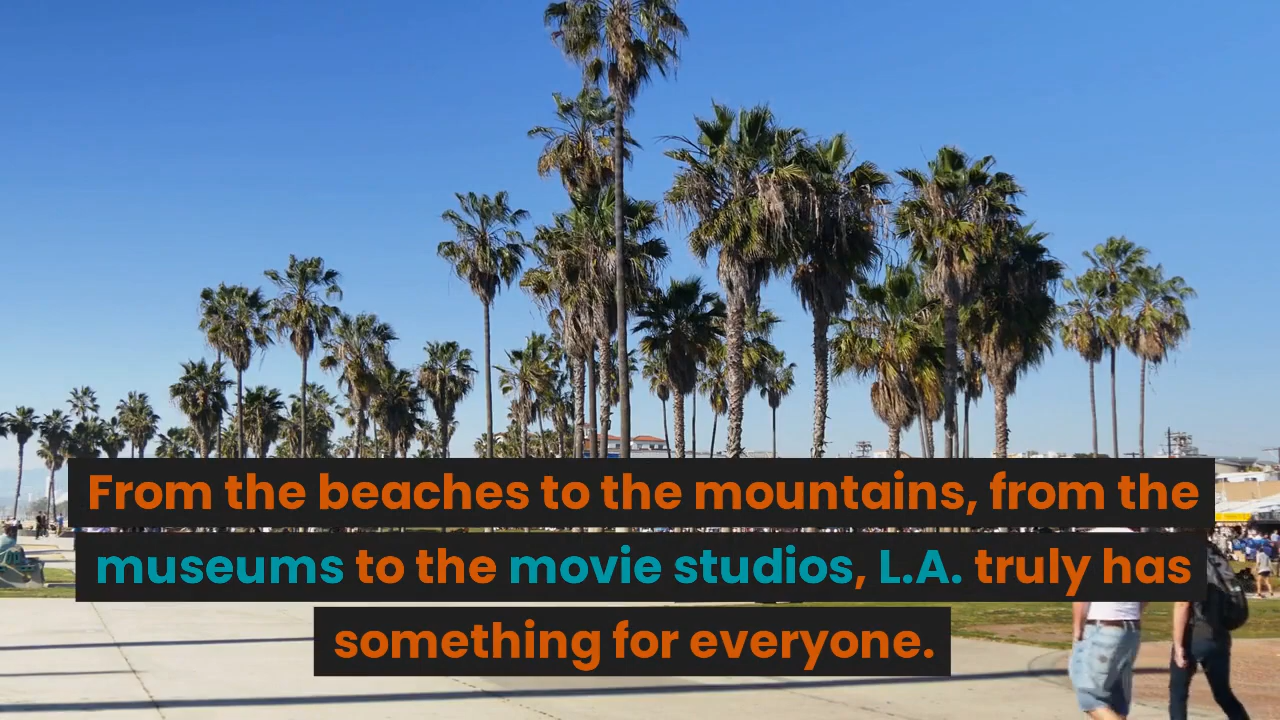 From the beaches to the mountains, from the
museums to the movie studios, L.A. truly has
something for everyone.